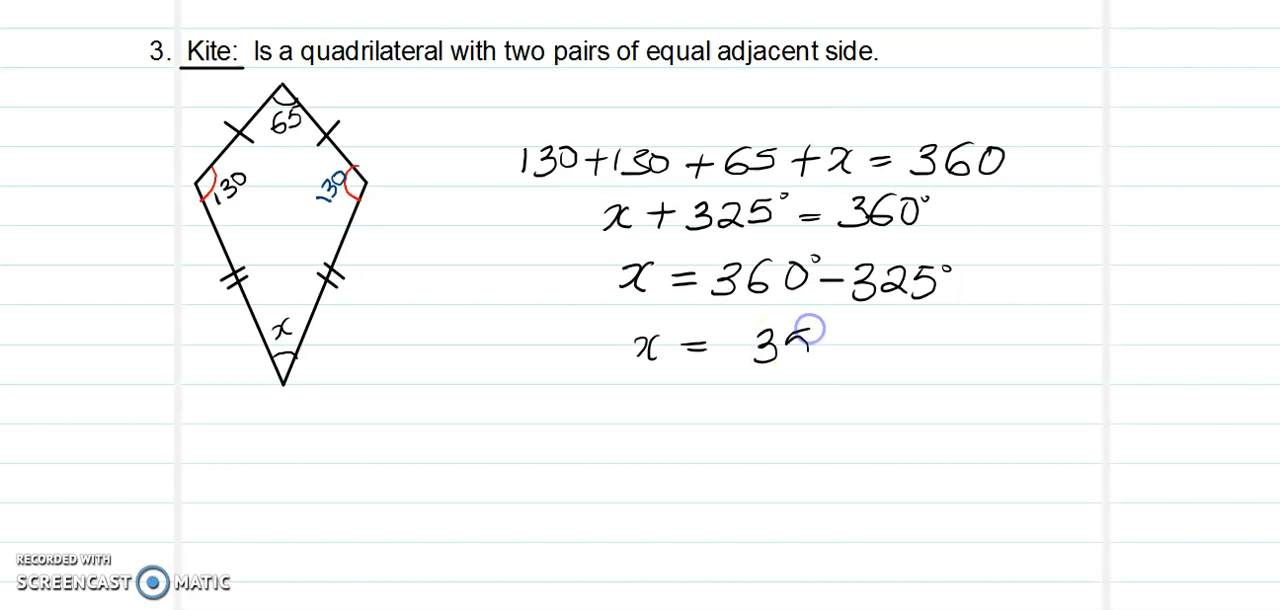 3. Kite: Is a quadrilateral with two pairs of equal adjacent side.
65
130
130
x
130+130+65+x=360
x+325°=360°
x=360°-325°
x= 35
RECORDED WITH
SCREENCAST MATIC